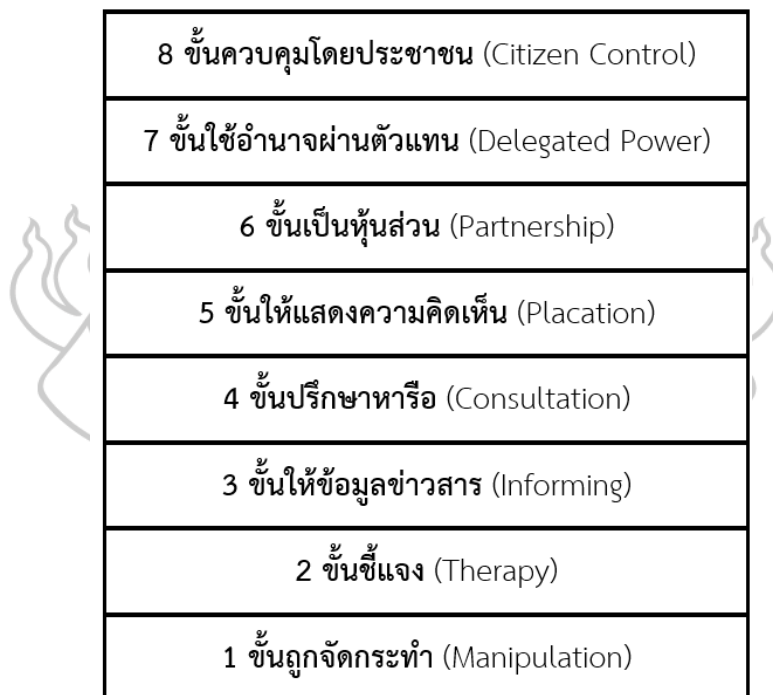 8 ขั้นควบคุมโดยประชาชน (Citizen Control)
7 ขั้นใช้อำนาจผ่านตัวแทน (Delegated Power)
6 ขั้นเป็นหุ้นส่วน (Partnership)
5 ขั้นให้แสดงความคิดเห็น (Placation)
4 ขั้นปรึกษาหารือ (Consultation)
3 ขั้นให้ข้อมูลข่าวสาร (Informing)
2 ขั้นชี้แจง (Therapy)
1 ขั้นถูกจัดกระทำ (Manipulation)